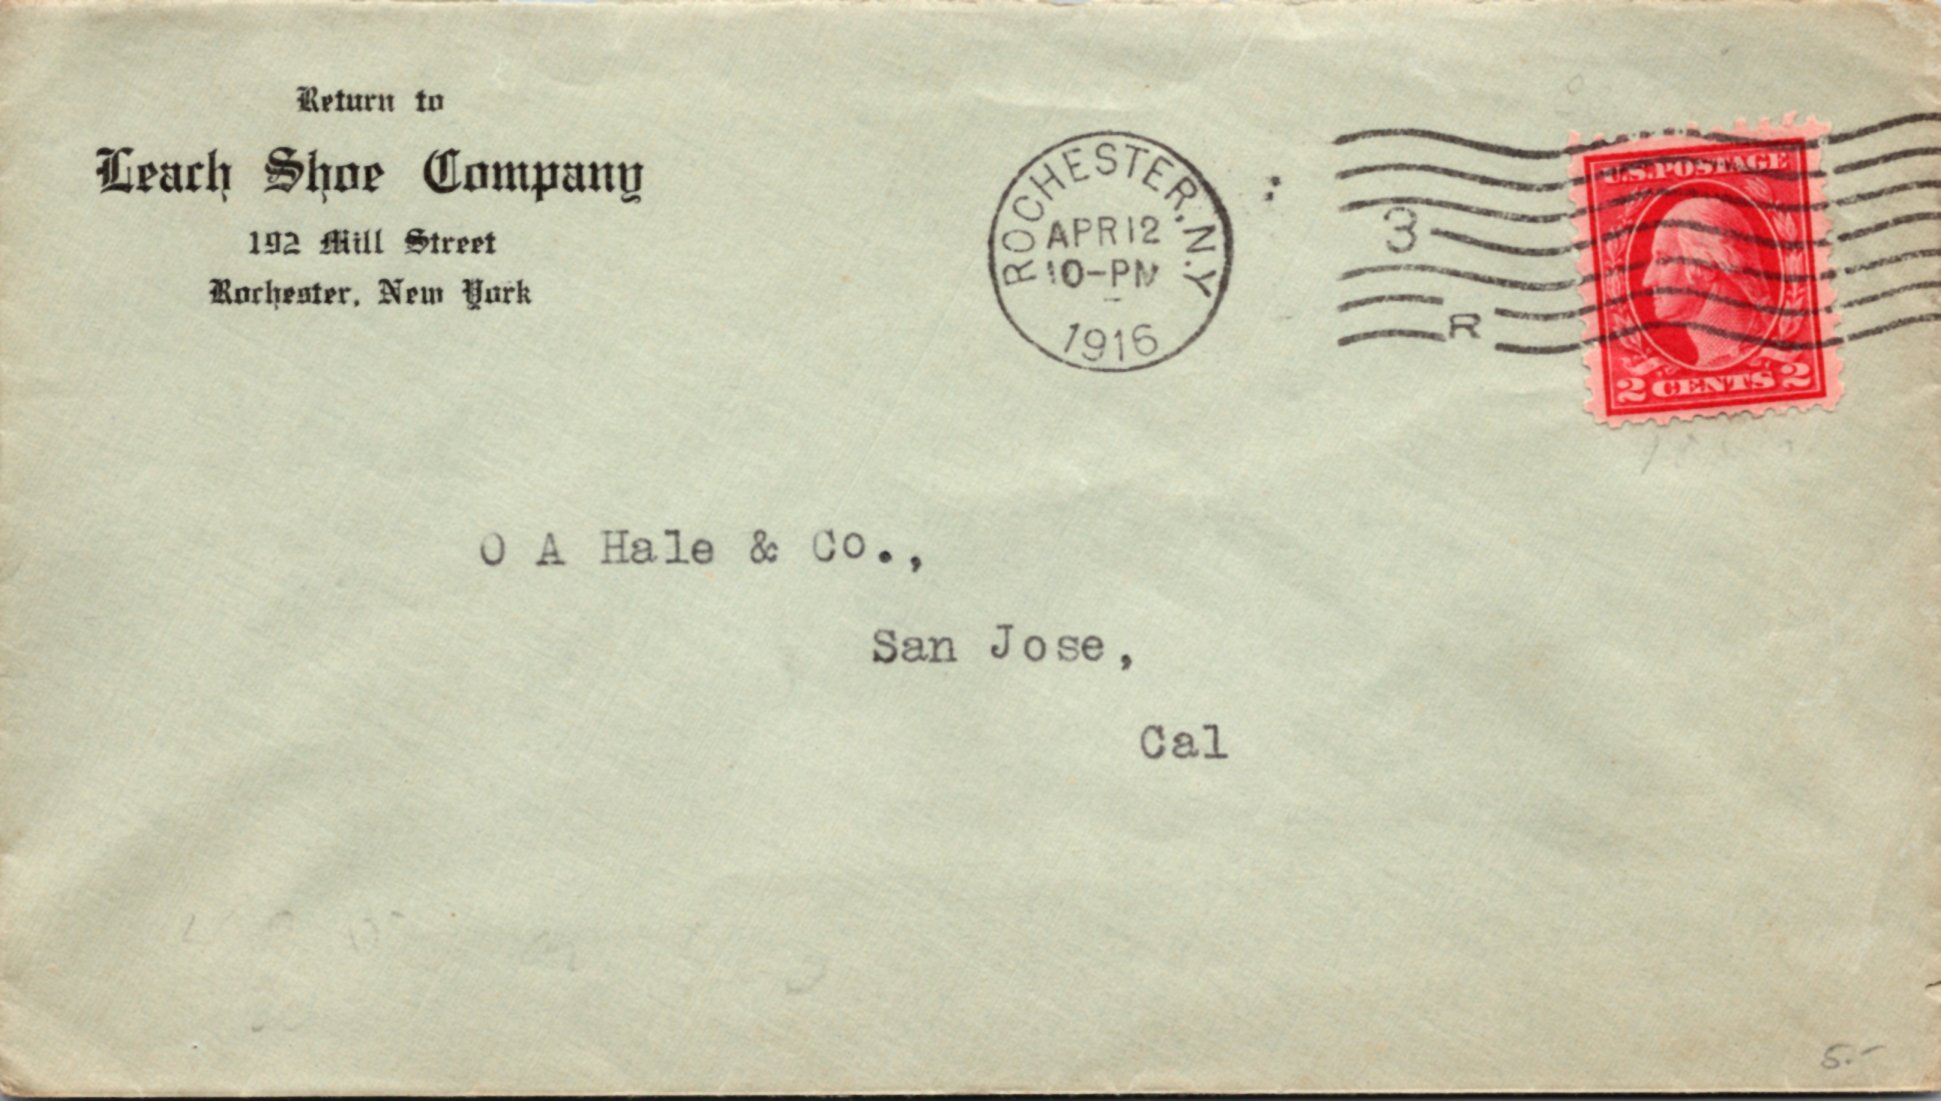 Return to
Leach Shoe Company
192 Mill Street
Rochester, New York
ROCHESTER, N.Y.
APR 12
10-PM
1916
3
R
U.S. POSTAGE
2 CENTS 2
O A Hale & Co.,
San Jose,
Cal
5.-